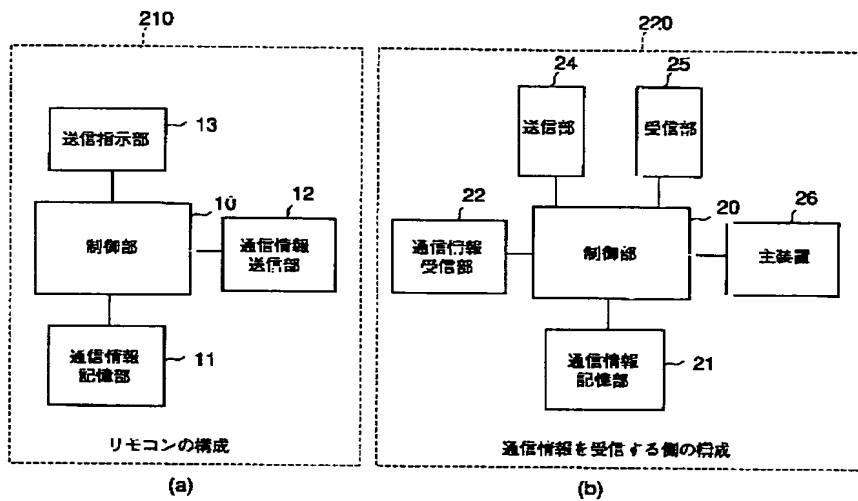 210
送信指示部
13
制御部
10
12
通信情報
送信部
通信情報
記憶部
11
リモコンの構成
(a)
220
24
送信部
25
受信部
22
通信情報
受信部
制御部
20
26
主装置
通信情報
記憶部
21
通信情報を受信する側の構成
(b)